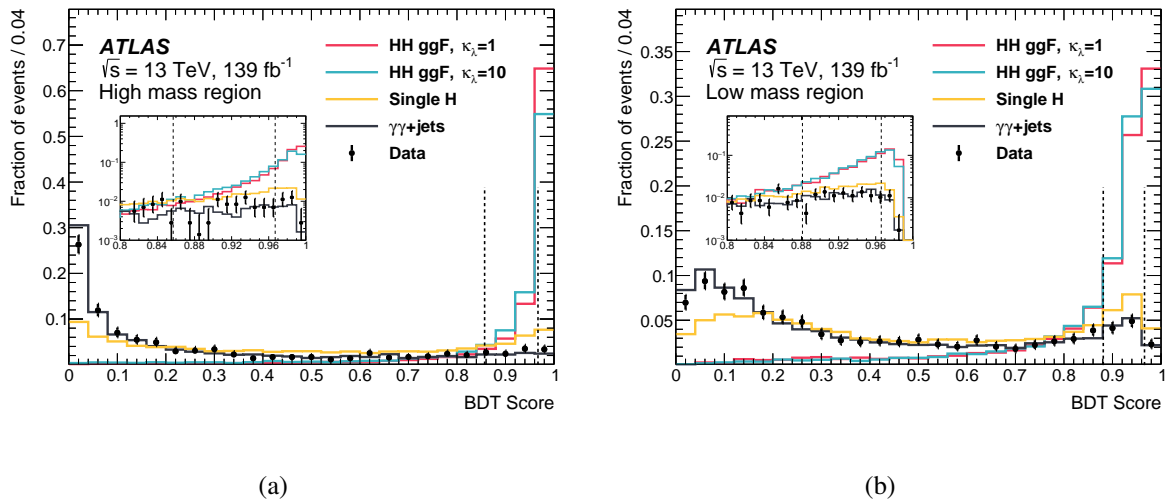 Fraction of events / 0.04
ATLAS
√s = 13 TeV, 139 fb⁻¹
High mass region
HH ggF, κλ=1
HH ggF, κλ=10
Single H
γγ+jets
Data
0.7
0.6
0.5
0.4
0.3
0.2
0.1
1
10⁻¹
10⁻²
10⁻³
0.8 0.84 0.88 0.92 0.96 1
0 0.1 0.2 0.3 0.4 0.5 0.6 0.7 0.8 0.9 1
BDT Score
(a)
Fraction of events / 0.04
ATLAS
√s = 13 TeV, 139 fb⁻¹
Low mass region
HH ggF, κλ=1
HH ggF, κλ=10
Single H
γγ+jets
Data
0.35
0.30
0.25
0.20
0.15
0.10
0.05
1
10⁻¹
10⁻²
10⁻³
0.8 0.84 0.88 0.92 0.96 1
0 0.1 0.2 0.3 0.4 0.5 0.6 0.7 0.8 0.9 1
BDT Score
(b)